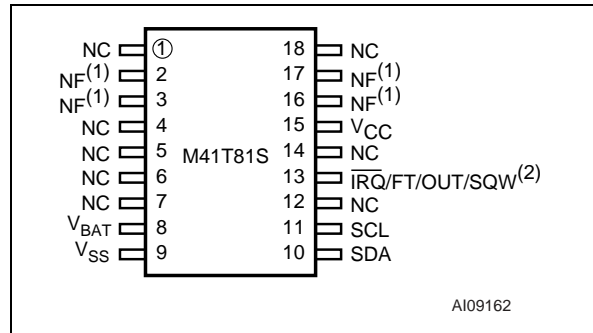 NC 1 18 NC
NF(1) 2 17 NF(1)
NF(1) 3 16 NF(1)
NC 4 15 VCC
NC 5 M41T81S 14 NC
NC 6 13 IRQ/FT/OUT/SQW(2)
NC 7 12 NC
VBAT 8 11 SCL
VSS 9 10 SDA
AI09162